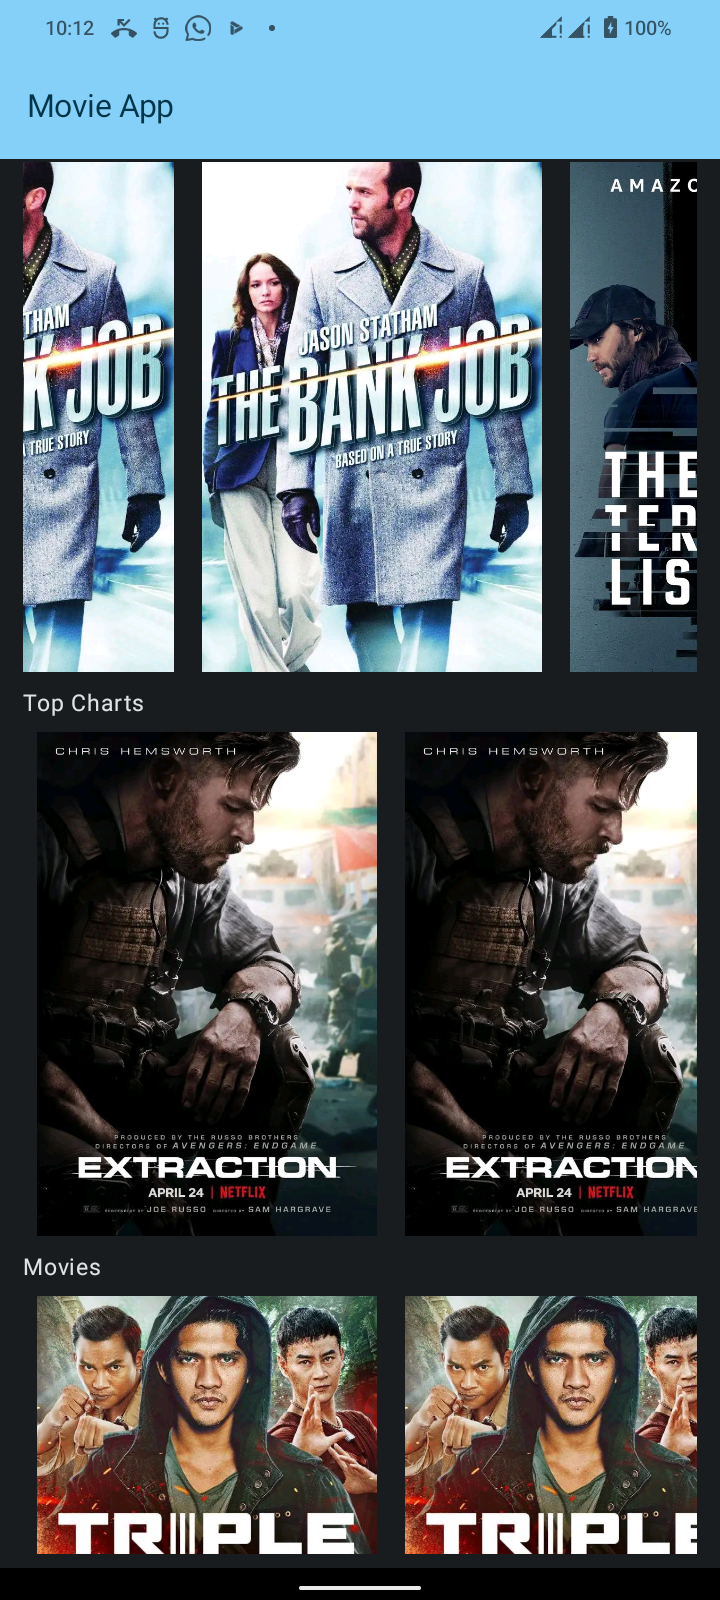 10:12
100%
Movie App
THAM
K JOB
A TRUE STORY
JASON STATHAM
THE BANK JOB
BASED ON A TRUE STORY
AMAZO
THE
TER
LIS
Top Charts
CHRIS HEMSWORTH
PRODUCED BY THE RUSSO BROTHERS
DIRECTORS OF AVENGERS: ENDGAME
EXTRACTION
APRIL 24 | NETFLIX
JOE RUSSO
SAM HARGRAVE
CHRIS HEMSWORTH
PRODUCED BY THE RUSSO BROTHERS
DIRECTORS OF AVENGERS: ENDGAME
EXTRACTION
APRIL 24 | NETFLIX
JOE RUSSO
SAM HARGRAVE
Movies
TRIPLE
TRIPLE